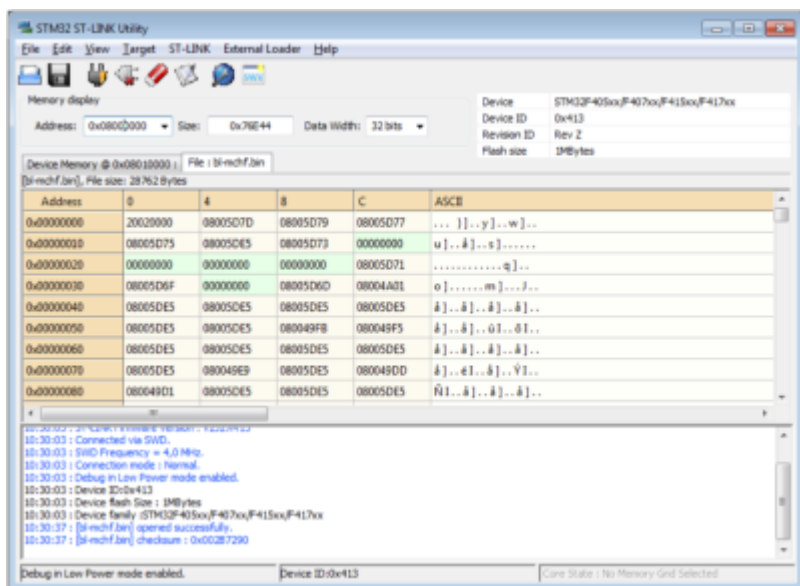 STM32 ST-LINK Utility
File Edit View Target ST-LINK External Loader Help
Memory display
Address: 0x08000000 Size: 0x76E44 Data Width: 32 bits
Device STM32F405xx/F407xx/F415xx/F417xx
Device ID 0x413
Revision ID Rev Z
Flash size 1MBytes
Device Memory @ 0x08010000 : File : bl-mchf.bin
[bl-mchf.bin], File size: 28762 Bytes
Address 0 4 8 C ASCII
0x00000000 20020000 08005D7D 08005D79 08005D77 ... }]..y]..w]..
0x00000010 08005D75 08005DE5 08005D73 00000000 u]..å]..s]......
0x00000020 00000000 00000000 00000000 08005D71 ............q]..
0x00000030 08005D6F 00000000 08005D6D 08004A01 o]......m]...J..
0x00000040 08005DE5 08005DE5 08005DE5 08005DE5 å]..å]..å]..å]..
0x00000050 08005DE5 08005DE5 080049FB 080049F5 å]..å]..ûI..õI..
0x00000060 08005DE5 08005DE5 08005DE5 08005DE5 å]..å]..å]..å]..
0x00000070 08005DE5 080049E9 08005DE5 080049DD å]..éI..å]..ÝI..
0x00000080 080049D1 08005DE5 08005DE5 08005DE5 ÑI..å]..å]..å]..
10:30:03 : Connected via SWD.
10:30:03 : SWD Frequency = 4,0 MHz.
10:30:03 : Connection mode : Normal.
10:30:03 : Debug in Low Power mode enabled.
10:30:03 : Device ID:0x413
10:30:03 : Device flash Size : 1MBytes
10:30:03 : Device family :STM32F405xx/F407xx/F415xx/F417xx
10:30:37 : [bl-mchf.bin] opened successfully.
10:30:37 : [bl-mchf.bin] checksum : 0x002B7290
Debug in Low Power mode enabled. Device ID:0x413 Core State : No Memory Grid Selected